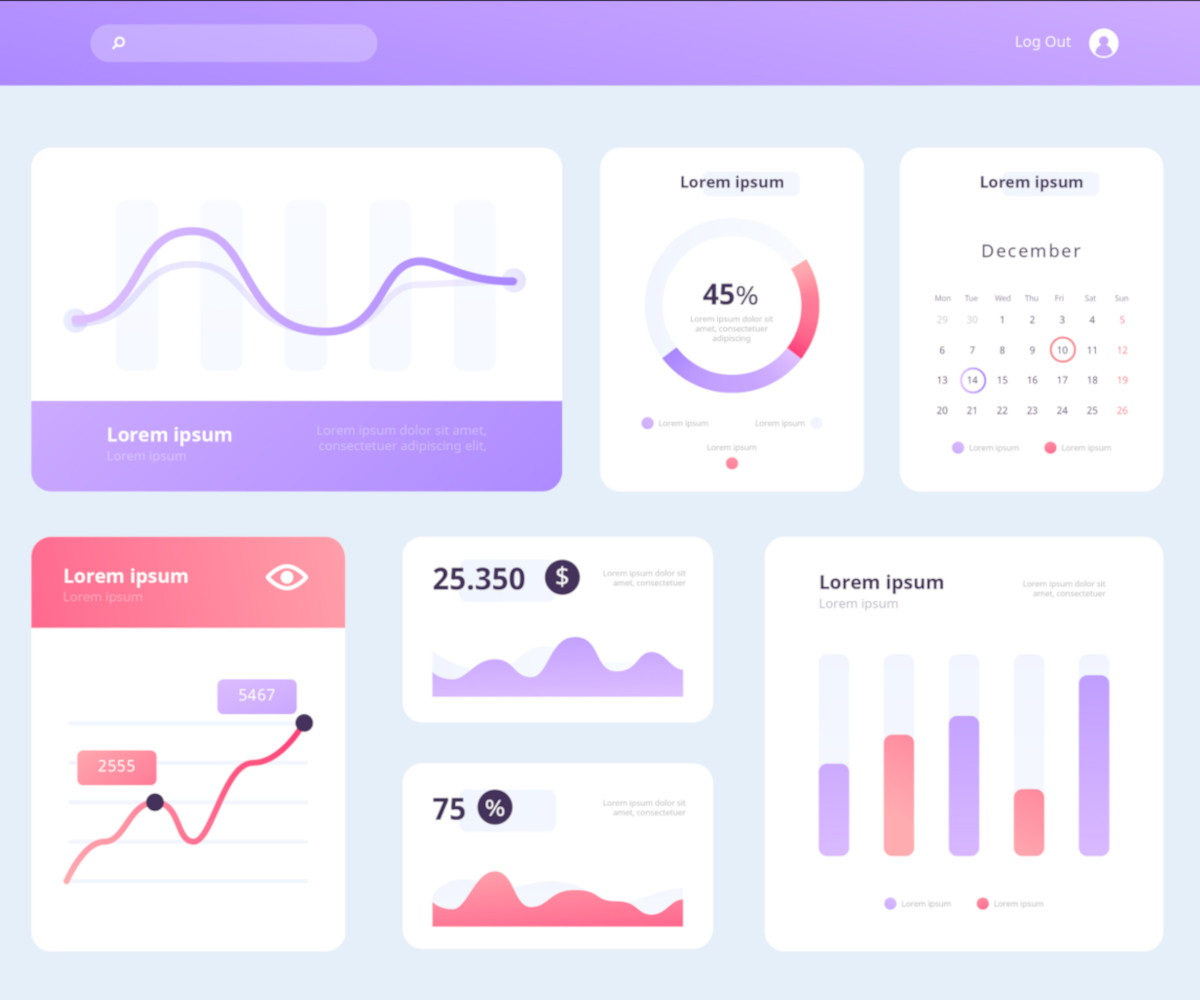 Log Out
Lorem ipsum
Lorem ipsum
Lorem ipsum dolor sit amet,
consectetuer adipiscing elit,
Lorem ipsum
45%
Lorem ipsum dolor sit
amet, consectetuer
adipiscing
Lorem ipsum
Lorem ipsum
Lorem ipsum
Lorem ipsum
December
Mon Tue Wed Thu Fri Sat Sun
29 30 1 2 3 4 5
6 7 8 9 10 11 12
13 14 15 16 17 18 19
20 21 22 23 24 25 26
Lorem ipsum Lorem ipsum
Lorem ipsum
Lorem ipsum
5467
2555
25.350 $
Lorem ipsum dolor sit
amet, consectetuer
75 %
Lorem ipsum dolor sit
amet, consectetuer
Lorem ipsum
Lorem ipsum
Lorem ipsum dolor sit
amet, consectetuer
Lorem ipsum Lorem ipsum